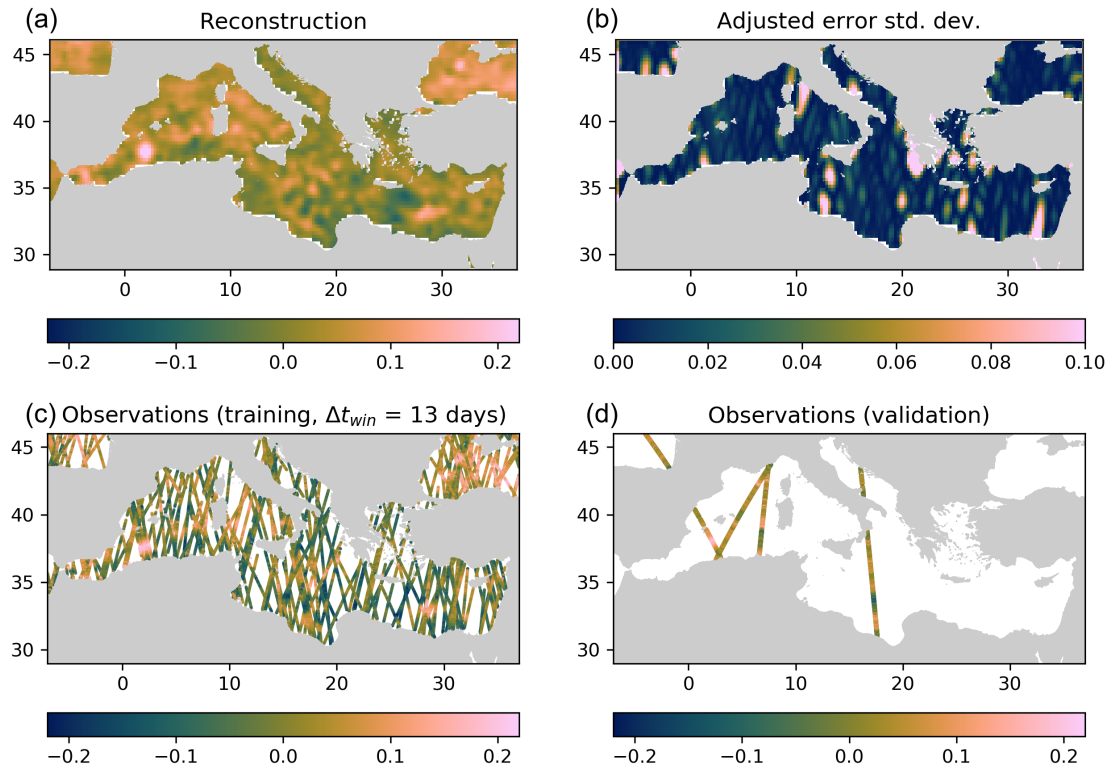 (a) Reconstruction
(b) Adjusted error std. dev.
45
40
35
30
0 10 20 30
45
40
35
30
0 10 20 30
−0.2 −0.1 0.0 0.1 0.2
0.00 0.02 0.04 0.06 0.08 0.10
(c) Observations (training, Δt_win = 13 days)
(d) Observations (validation)
45
40
35
30
0 10 20 30
45
40
35
30
0 10 20 30
−0.2 −0.1 0.0 0.1 0.2
−0.2 −0.1 0.0 0.1 0.2